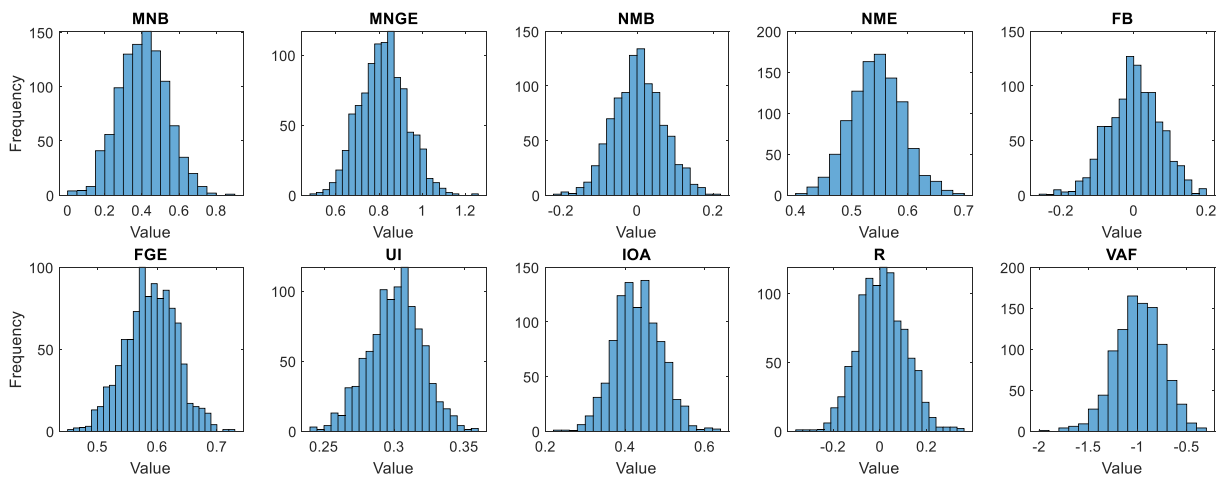 MNB MNGE NMB NME FB
150 100 50 0 100 50 0 150 100 50 0 200 150 100 50 0 150 100 50 0
Frequency
0 0.2 0.4 0.6 0.8 0.6 0.8 1 1.2 -0.2 0 0.2 0.4 0.5 0.6 0.7 -0.2 0 0.2
Value Value Value Value Value
FGE UI IOA R VAF
100 50 0 100 50 0 150 100 50 0 100 50 0 200 150 100 50 0
Frequency
0.5 0.6 0.7 0.25 0.3 0.35 0.2 0.4 0.6 -0.2 0 0.2 -2 -1.5 -1 -0.5
Value Value Value Value Value